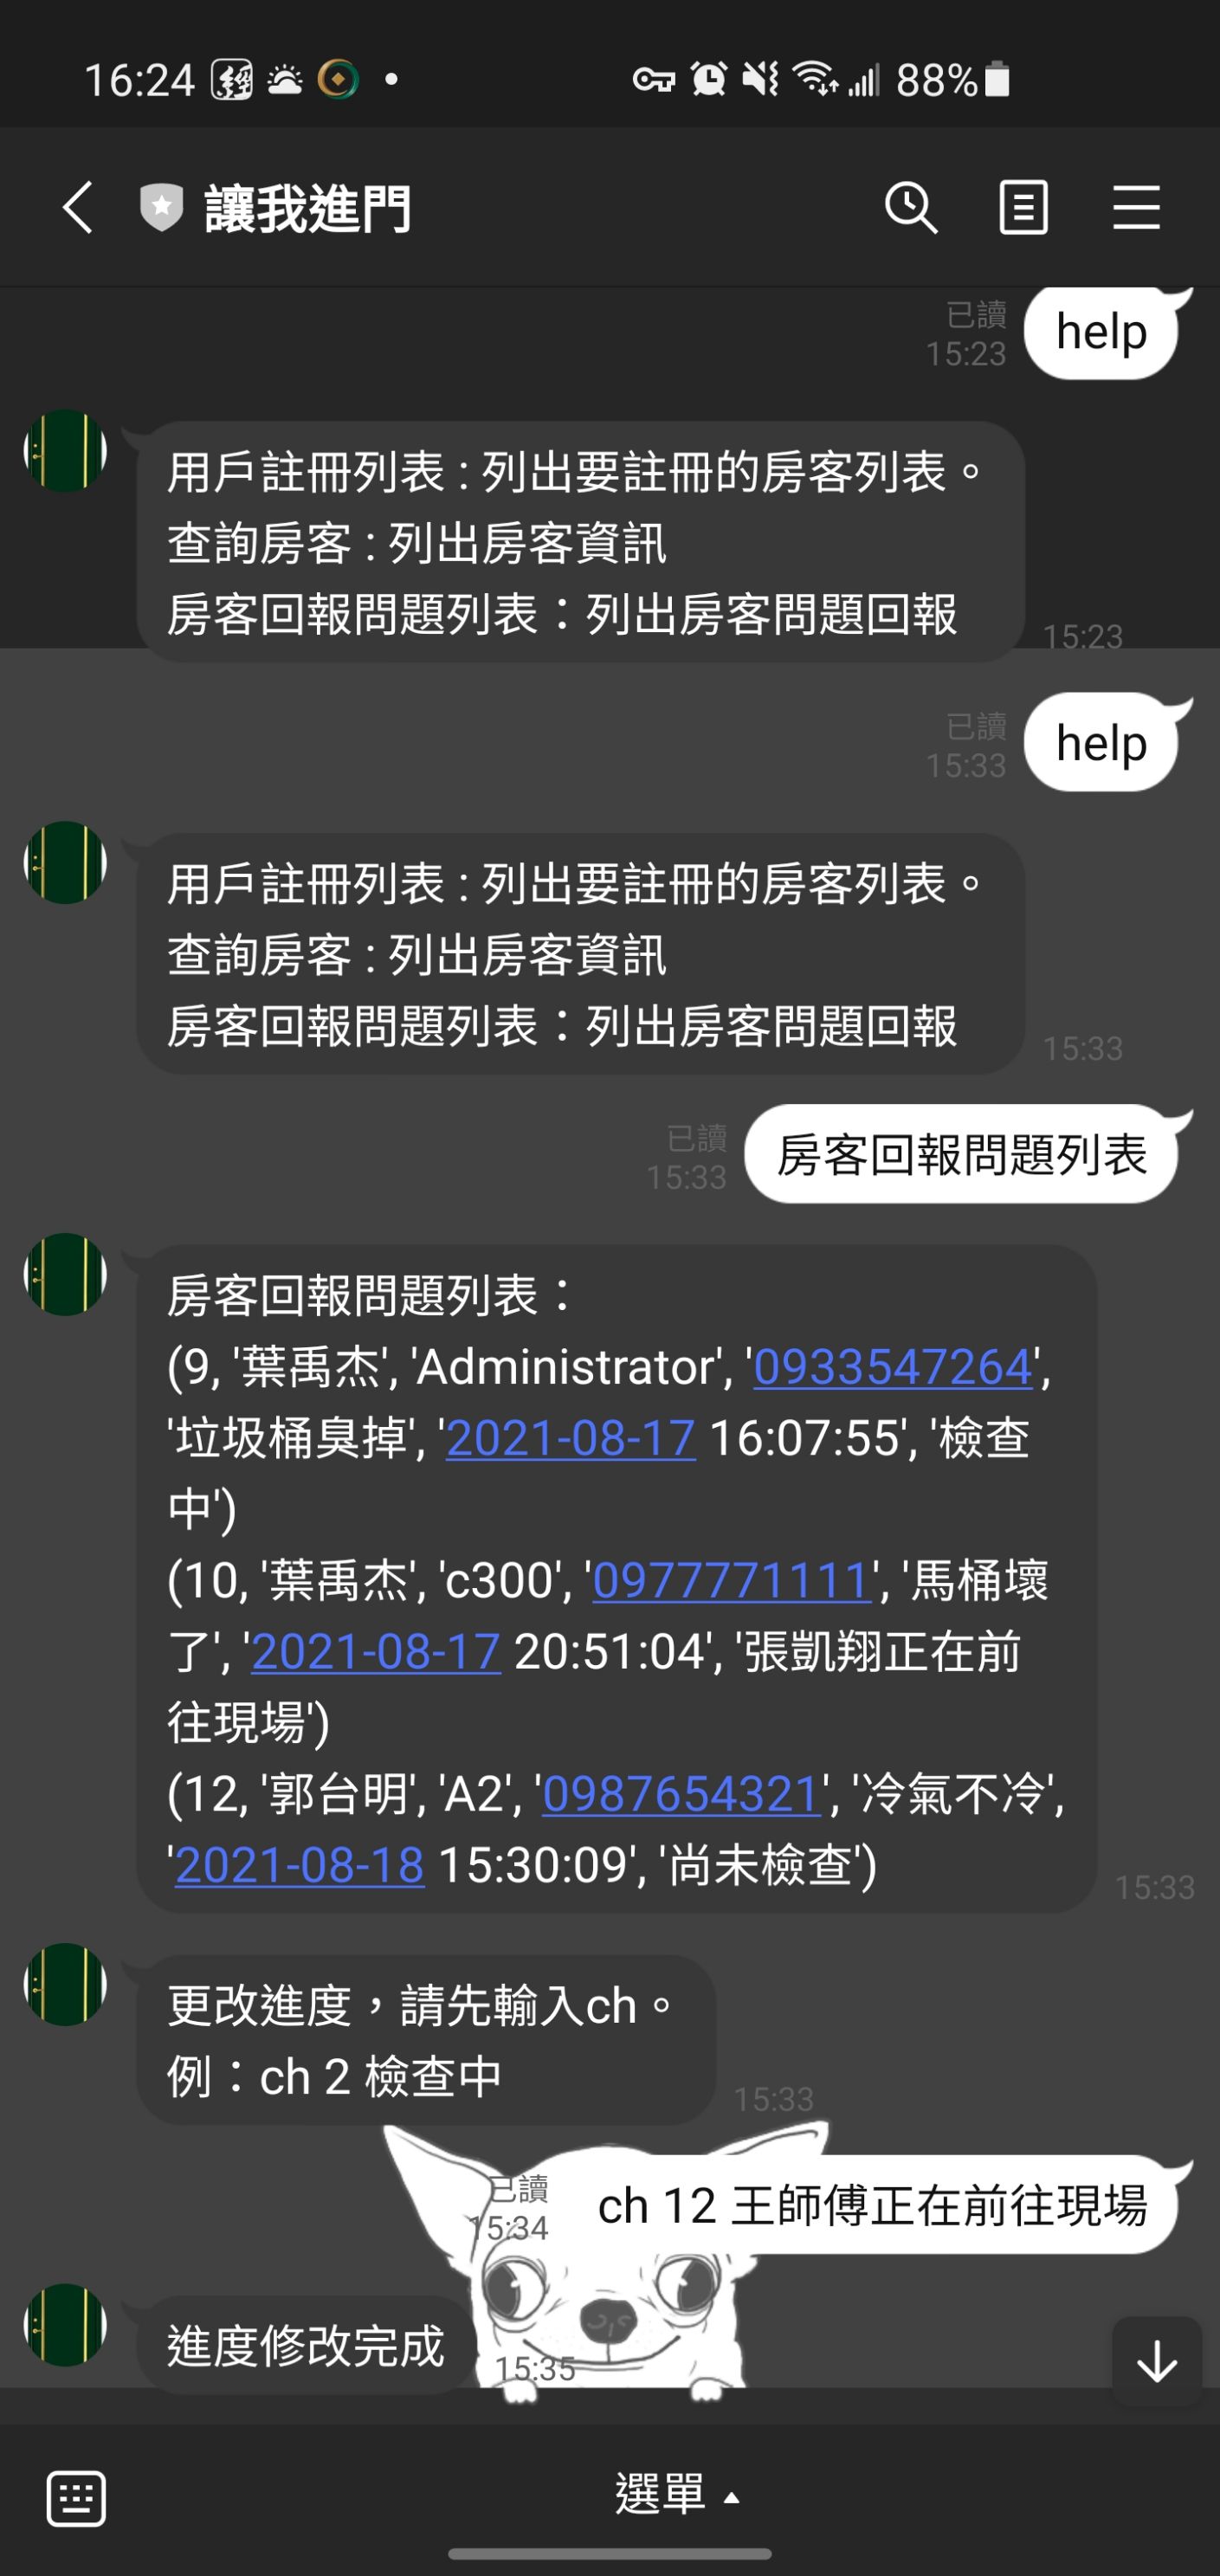 16:24
88%
讓我進門
help
已讀
15:23
用戶註冊列表 : 列出要註冊的房客列表。
查詢房客 : 列出房客資訊
房客回報問題列表：列出房客問題回報
15:23
help
已讀
15:33
用戶註冊列表 : 列出要註冊的房客列表。
查詢房客 : 列出房客資訊
房客回報問題列表：列出房客問題回報
15:33
房客回報問題列表
已讀
15:33
房客回報問題列表：
(9, '葉禹杰', 'Administrator', '0933547264',
'垃圾桶臭掉', '2021-08-17 16:07:55', '檢查
中')
(10, '葉禹杰', 'c300', '0977771111', '馬桶壞
了', '2021-08-17 20:51:04', '張凱翔正在前
往現場')
(12, '郭台明', 'A2', '0987654321', '冷氣不冷',
'2021-08-18 15:30:09', '尚未檢查')
15:33
更改進度，請先輸入ch。
例：ch 2 檢查中
15:33
ch 12 王師傅正在前往現場
已讀
15:34
進度修改完成
15:35
選單